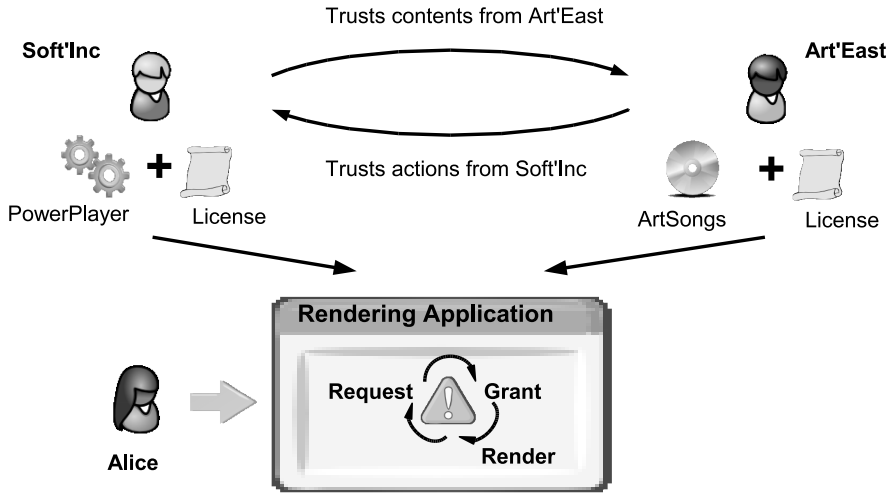 Trusts contents from Art'East
Soft'Inc
Art'East
Trusts actions from Soft'Inc
PowerPlayer
License
ArtSongs
License
Rendering Application
Request
Grant
Render
Alice